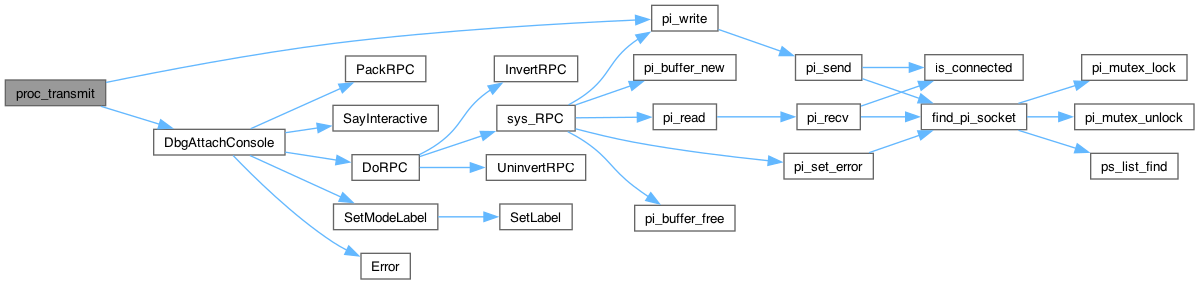 proc_transmit
DbgAttachConsole
PackRPC
SayInteractive
DoRPC
SetModeLabel
Error
InvertRPC
sys_RPC
UninvertRPC
SetLabel
pi_write
pi_buffer_new
pi_read
pi_set_error
pi_buffer_free
pi_send
pi_recv
is_connected
find_pi_socket
pi_mutex_lock
pi_mutex_unlock
ps_list_find